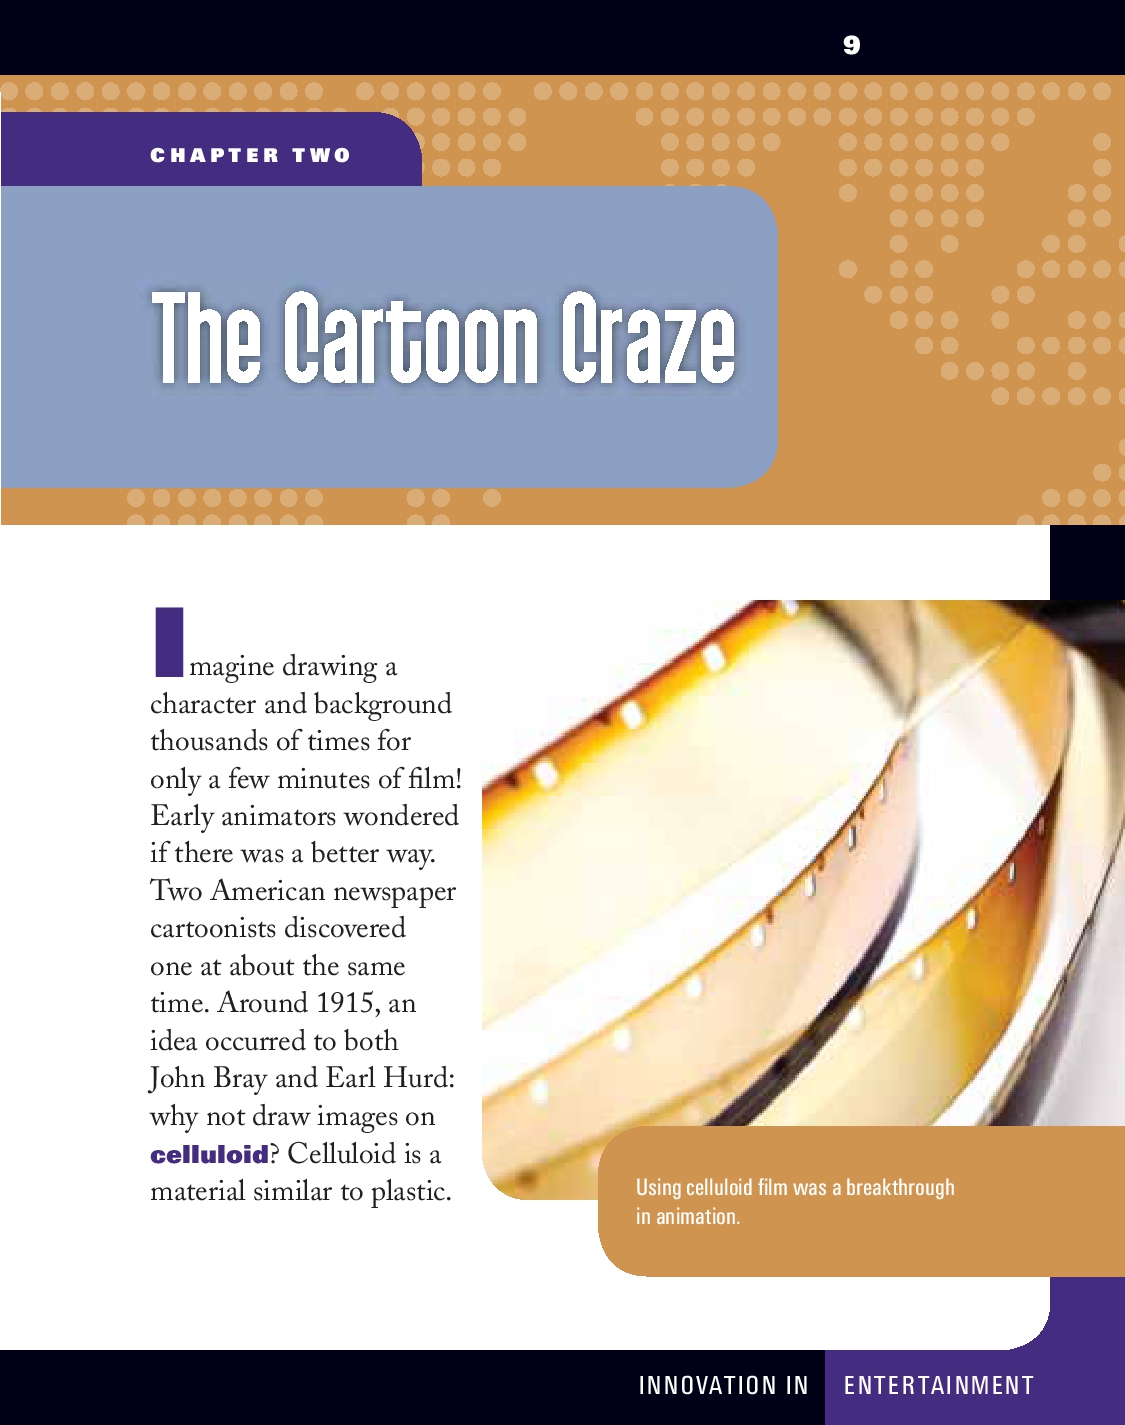 9
CHAPTER TWO
The Cartoon Craze
Imagine drawing a
character and background
thousands of times for
only a few minutes of film!
Early animators wondered
if there was a better way.
Two American newspaper
cartoonists discovered
one at about the same
time. Around 1915, an
idea occurred to both
John Bray and Earl Hurd:
why not draw images on
celluloid? Celluloid is a
material similar to plastic.
Using celluloid film was a breakthrough
in animation.
INNOVATION IN ENTERTAINMENT